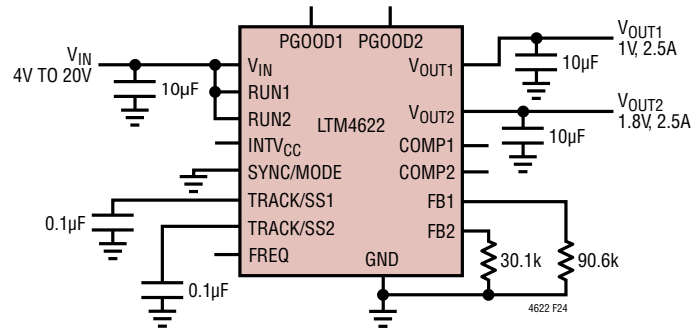 PGOOD1 PGOOD2
VIN
4V TO 20V
10µF
VIN
RUN1
RUN2
INTVCC
SYNC/MODE
TRACK/SS1
TRACK/SS2
FREQ
LTM4622
VOUT1
VOUT2
COMP1
COMP2
FB1
FB2
GND
VOUT1
1V, 2.5A
10µF
VOUT2
1.8V, 2.5A
10µF
0.1µF
0.1µF
30.1k
90.6k
4622 F24